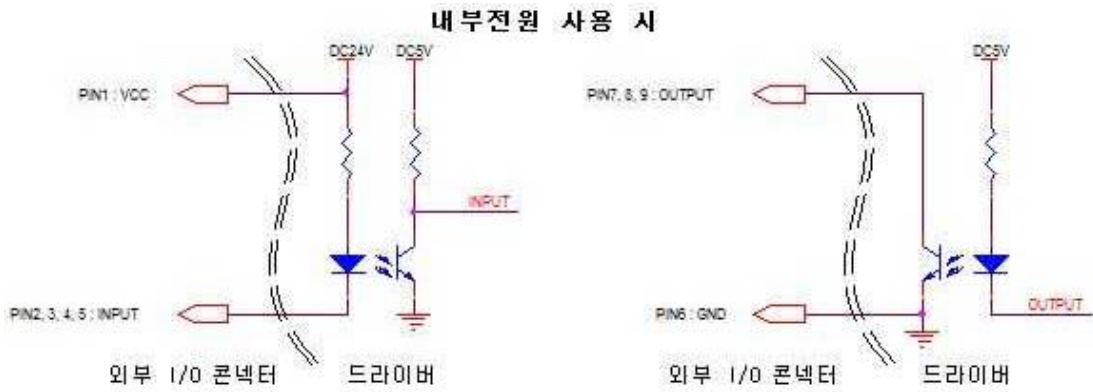 내부전원 사용 시
DC24V
DC5V
PIN1 : VCC
INPUT
PIN2, 3, 4, 5 : INPUT
외부 I/O 콘넥터
드라이버
DC5V
PIN7, 8, 9 : OUTPUT
OUTPUT
PIN6 : GND
외부 I/O 콘넥터
드라이버